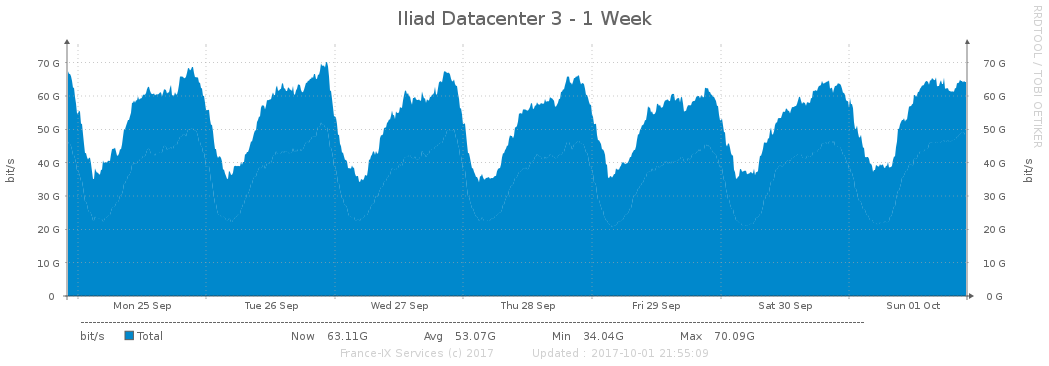 Iliad Datacenter 3 - 1 Week
RRDTOOL / TOBI OETIKER
70 G 70 G
60 G 60 G
50 G 50 G
40 G 40 G
30 G 30 G
20 G 20 G
10 G 10 G
0 0 G
bit/s bit/s
Mon 25 Sep Tue 26 Sep Wed 27 Sep Thu 28 Sep Fri 29 Sep Sat 30 Sep Sun 01 Oct
bit/s Total Now 63.11G Avg 53.07G Min 34.04G Max 70.09G
France-IX Services (c) 2017 Updated : 2017-10-01 21:55:09